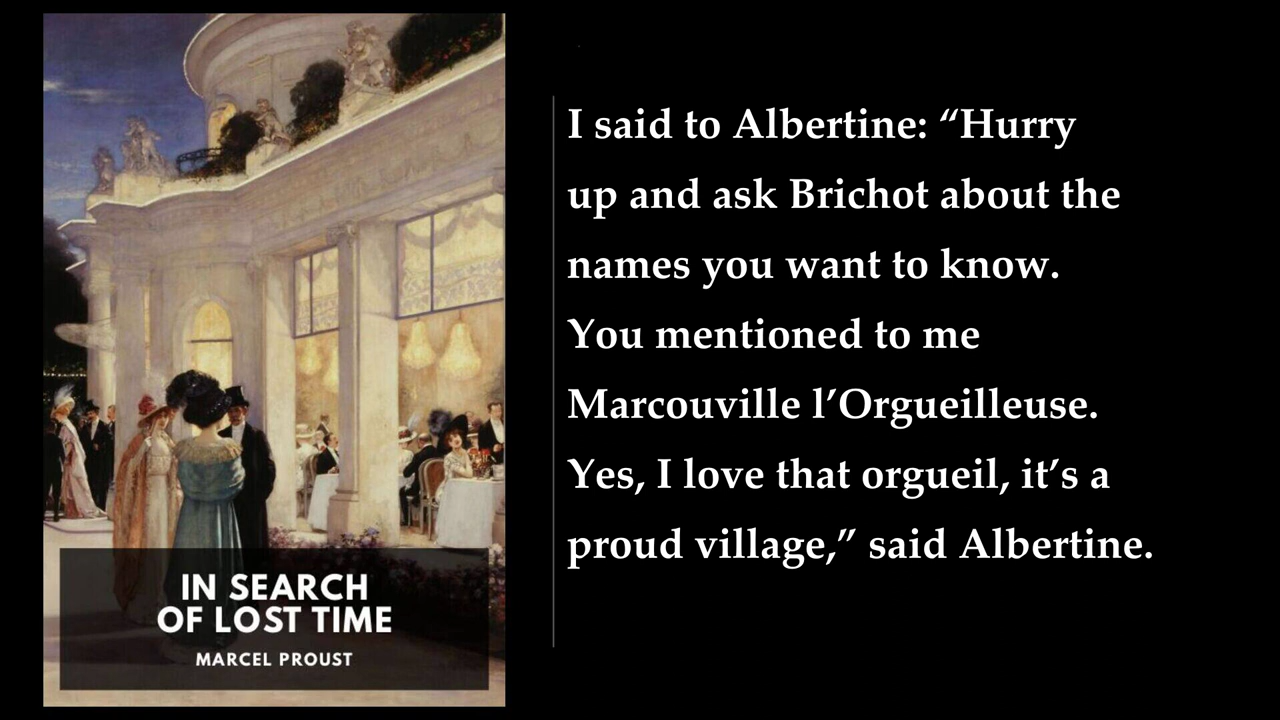 IN SEARCH
OF LOST TIME
MARCEL PROUST
I said to Albertine: “Hurry
up and ask Brichot about the
names you want to know.
You mentioned to me
Marcouville l’Orgueilleuse.
Yes, I love that orgueil, it’s a
proud village,” said Albertine.